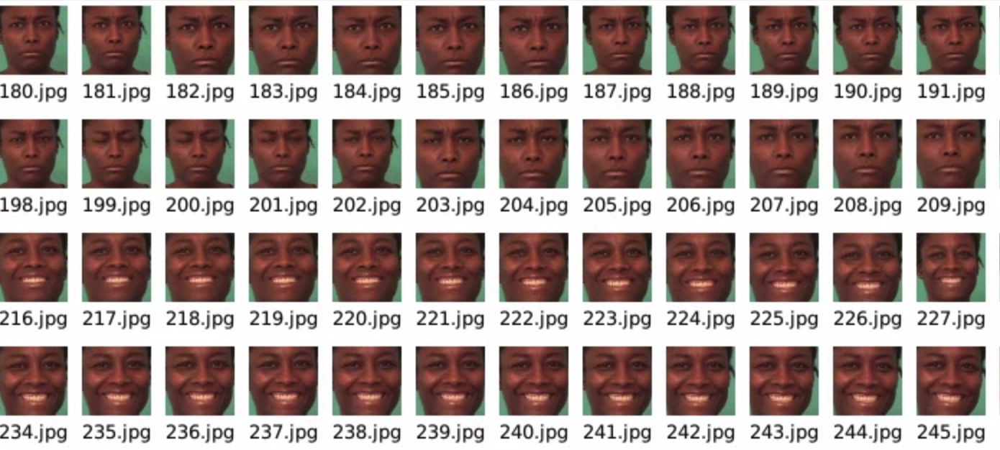 180.jpg 181.jpg 182.jpg 183.jpg 184.jpg 185.jpg 186.jpg 187.jpg 188.jpg 189.jpg 190.jpg 191.jpg
198.jpg 199.jpg 200.jpg 201.jpg 202.jpg 203.jpg 204.jpg 205.jpg 206.jpg 207.jpg 208.jpg 209.jpg
216.jpg 217.jpg 218.jpg 219.jpg 220.jpg 221.jpg 222.jpg 223.jpg 224.jpg 225.jpg 226.jpg 227.jpg
234.jpg 235.jpg 236.jpg 237.jpg 238.jpg 239.jpg 240.jpg 241.jpg 242.jpg 243.jpg 244.jpg 245.jpg